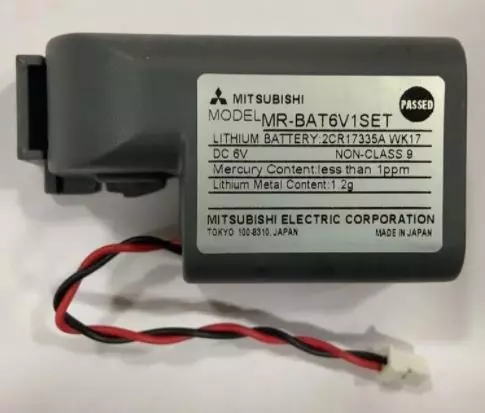 MITSUBISHI
PASSED
MODEL MR-BAT6V1SET
LITHIUM BATTERY:2CR17335A WK17
DC 6V NON-CLASS 9
Mercury Content:less than 1ppm
Lithium Metal Content:1.2g
MITSUBISHI ELECTRIC CORPORATION
TOKYO 100-8310, JAPAN MADE IN JAPAN